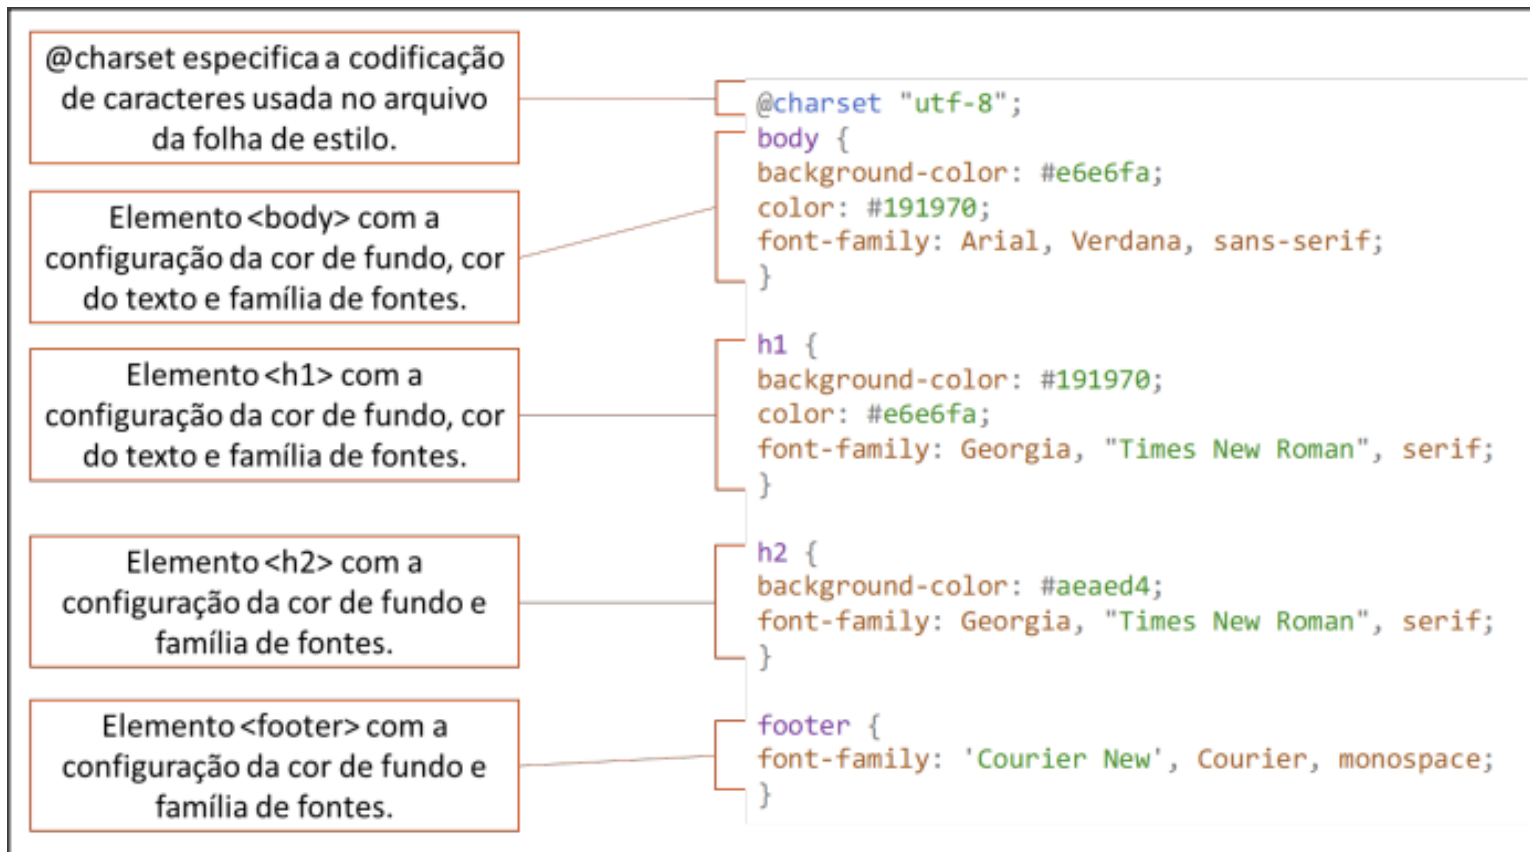 @charset especifica a codificação
de caracteres usada no arquivo
da folha de estilo.
Elemento <body> com a
configuração da cor de fundo, cor
do texto e família de fontes.
Elemento <h1> com a
configuração da cor de fundo, cor
do texto e família de fontes.
Elemento <h2> com a
configuração da cor de fundo e
família de fontes.
Elemento <footer> com a
configuração da cor de fundo e
família de fontes.
@charset "utf-8";
body {
background-color: #e6e6fa;
color: #191970;
font-family: Arial, Verdana, sans-serif;
}
h1 {
background-color: #191970;
color: #e6e6fa;
font-family: Georgia, "Times New Roman", serif;
}
h2 {
background-color: #aeaed4;
font-family: Georgia, "Times New Roman", serif;
}
footer {
font-family: 'Courier New', Courier, monospace;
}